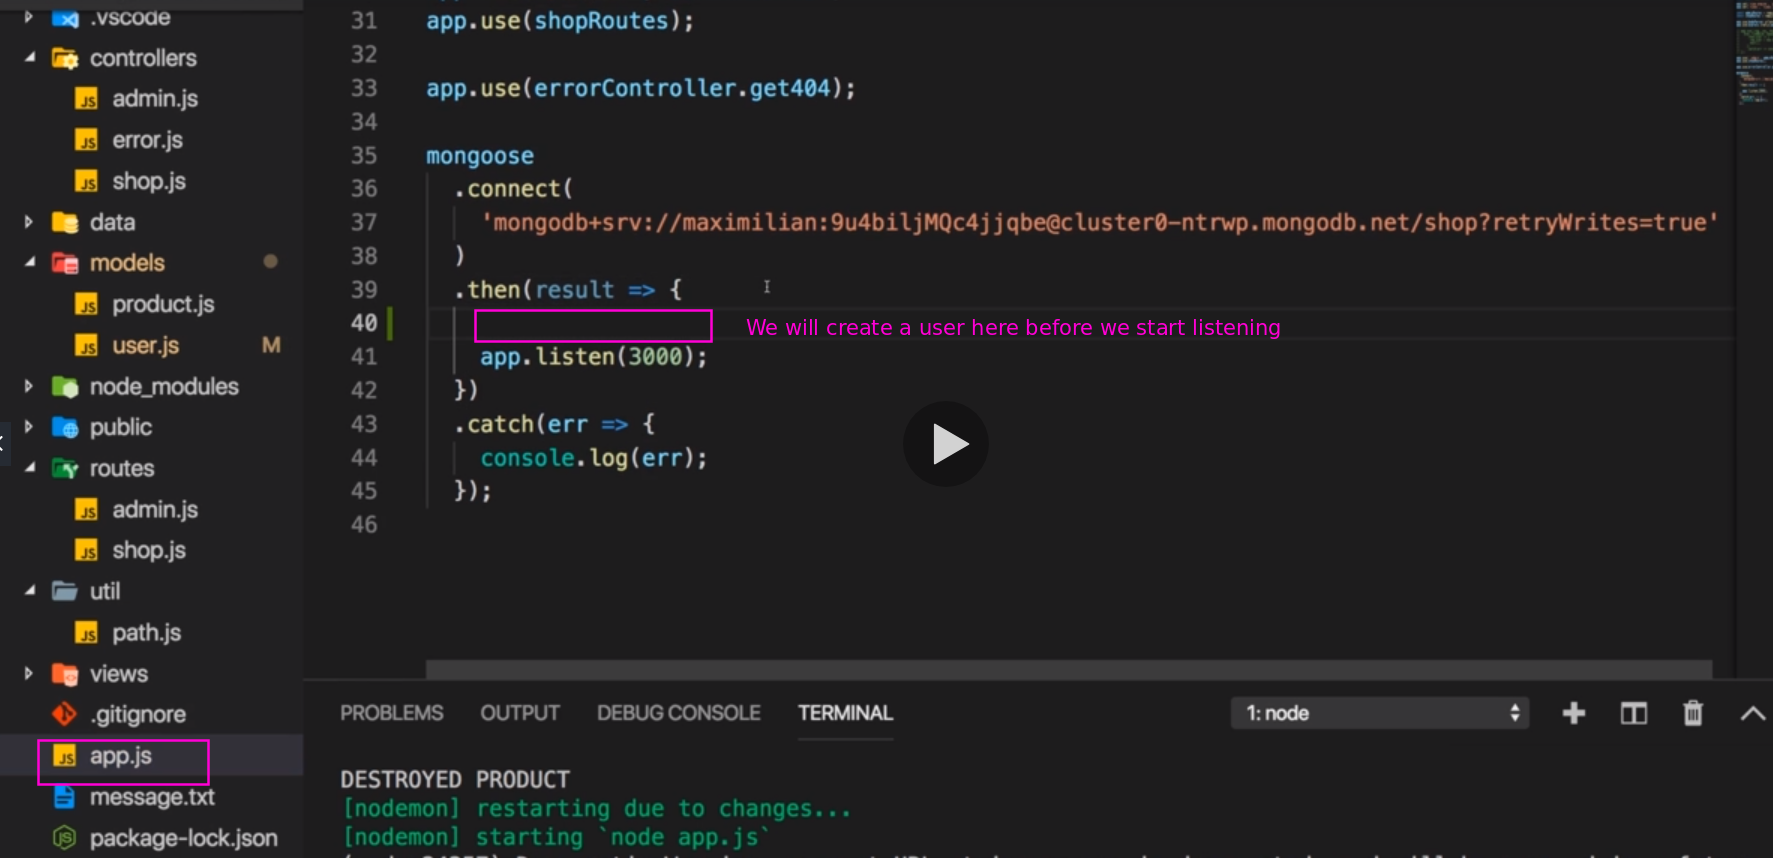 .vscode
controllers
admin.js
error.js
shop.js
data
models
product.js
user.js M
node_modules
public
routes
admin.js
shop.js
util
path.js
views
.gitignore
app.js
message.txt
package-lock.json
31 app.use(shopRoutes);
32
33 app.use(errorController.get404);
34
35 mongoose
36 .connect(
37 'mongodb+srv://maximilian:9u4biljMQc4jjqbe@cluster0-ntrwp.mongodb.net/shop?retryWrites=true'
38 )
39 .then(result => {
40 We will create a user here before we start listening
41 app.listen(3000);
42 })
43 .catch(err => {
44 console.log(err);
45 });
46
PROBLEMS OUTPUT DEBUG CONSOLE TERMINAL 1: node
DESTROYED PRODUCT
[nodemon] restarting due to changes...
[nodemon] starting `node app.js`